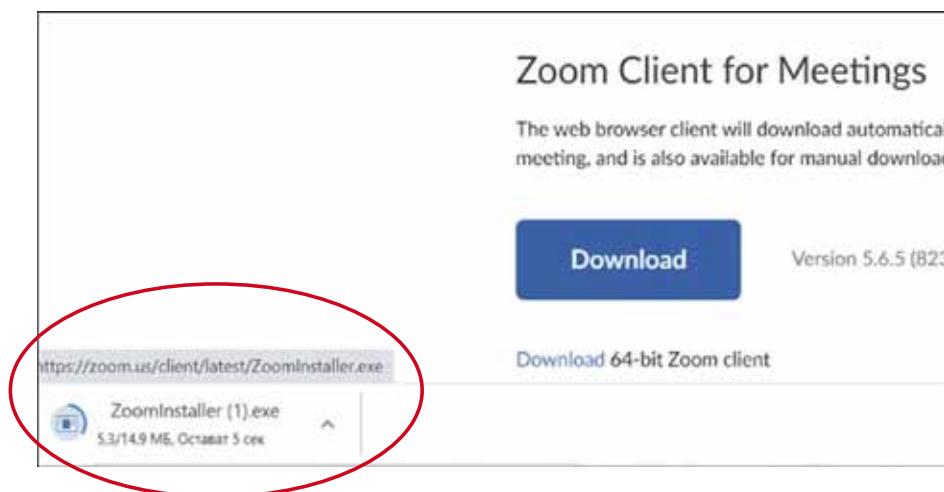 Zoom Client for Meetings
The web browser client will download automatical
meeting, and is also available for manual download
Download
Version 5.6.5 (823
Download 64-bit Zoom client
https://zoom.us/client/latest/ZoomInstaller.exe
ZoomInstaller (1).exe
5.3/14.9 МБ, Остават 5 сек